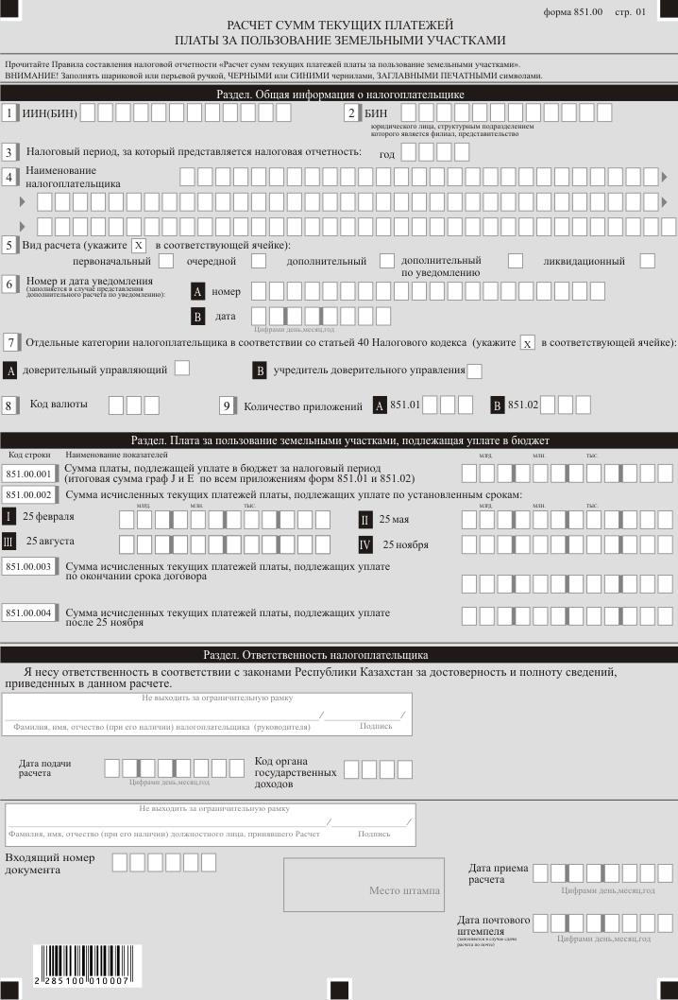 форма 851.00 стр. 01
РАСЧЕТ СУММ ТЕКУЩИХ ПЛАТЕЖЕЙ
ПЛАТЫ ЗА ПОЛЬЗОВАНИЕ ЗЕМЕЛЬНЫМИ УЧАСТКАМИ
Прочитайте Правила составления налоговой отчетности «Расчет сумм текущих платежей платы за пользование земельными участками».
ВНИМАНИЕ! Заполнять шариковой или перьевой ручкой, ЧЕРНЫМИ или СИНИМИ чернилами, ЗАГЛАВНЫМИ ПЕЧАТНЫМИ символами.
Раздел. Общая информация о налогоплательщике
1 ИИН(БИН) 2 БИН
юридического лица, структурным подразделением
которого является филиал, представительство
3 Налоговый период, за который представляется налоговая отчетность: год
4 Наименование
налогоплательщика
5 Вид расчета (укажите X в соответствующей ячейке):
первоначальный очередной дополнительный дополнительный
по уведомлению
ликвидационный
6 Номер и дата уведомления
(заполняется в случае представления
дополнительного расчета по уведомлению):
A номер
B дата
Цифрами день,месяц,год
7 Отдельные категории налогоплательщика в соответствии со статьей 40 Налогового кодекса (укажите X в соответствующей ячейке):
A доверительный управляющий B учредитель доверительного управления
8 Код валюты 9 Количество приложений A 851.01 B 851.02
Раздел. Плата за пользование земельными участками, подлежащая уплате в бюджет
Код строки Наименование показателей млрд. млн. тыс.
851.00.001 Сумма платы, подлежащей уплате в бюджет за налоговый период
(итоговая сумма граф J и E по всем приложениям форм 851.01 и 851.02)
851.00.002 Сумма исчисленных текущих платежей платы, подлежащих уплате по установленным срокам:
млрд. млн. тыс. млрд. млн. тыс.
I 25 февраля II 25 мая
III 25 августа IV 25 ноября
851.00.003 Сумма исчисленных текущих платежей платы, подлежащих уплате
по окончании срока договора
851.00.004 Сумма исчисленных текущих платежей платы, подлежащих уплате
после 25 ноября
Раздел. Ответственность налогоплательщика
Я несу ответственность в соответствии с законами Республики Казахстан за достоверность и полноту сведений,
приведенных в данном расчете.
Не выходить за ограничительную рамку
/ /
Фамилия, имя, отчество (при его наличии) налогоплательщика (руководителя) Подпись
Дата подачи
расчета
Цифрами день,месяц,год
Код органа
государственных
доходов
Не выходить за ограничительную рамку
/ /
Фамилия, имя, отчество (при его наличии) должностного лица, принявшего Расчет Подпись
Входящий номер
документа
Место штампа
Дата приема
расчета
Цифрами день,месяц,год
Дата почтового
штемпеля
(заполняется в случае сдачи
расчета по почте)
Цифрами день,месяц,год
2 285100 010007